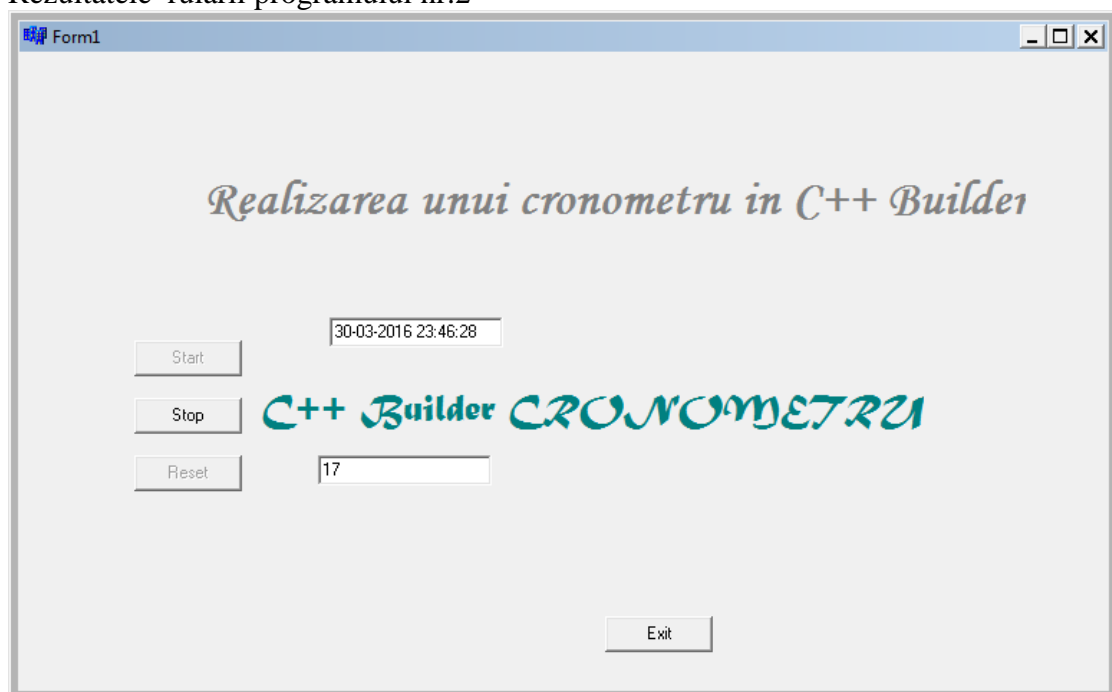 Rezultatele rularii programului nr.2
Form1
Realizarea unui cronometru in C++ Builder
30-03-2016 23:46:28
Start
Stop
C++ Builder CRONOMETRU
Reset
17
Exit